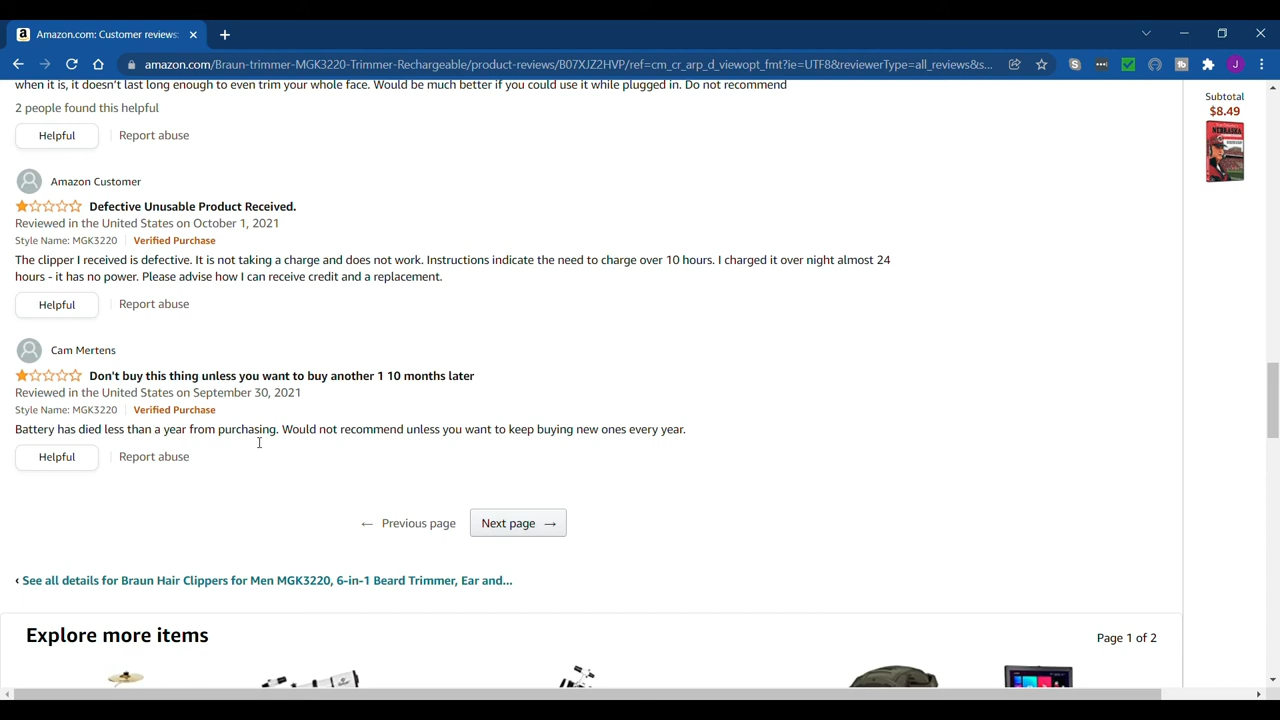 Amazon.com: Customer reviews:
amazon.com/Braun-trimmer-MGK3220-Trimmer-Rechargeable/product-reviews/B07XJZ2HVP/ref=cm_cr_arp_d_viewopt_fmt?ie=UTF8&reviewerType=all_reviews&s...
when it is, it doesn't last long enough to even trim your whole face. Would be much better if you could use it while plugged in. Do not recommend
2 people found this helpful
Helpful
Report abuse
Subtotal
$8.49
NEBRASKA
Amazon Customer
Defective Unusable Product Received.
Reviewed in the United States on October 1, 2021
Style Name: MGK3220 Verified Purchase
The clipper I received is defective. It is not taking a charge and does not work. Instructions indicate the need to charge over 10 hours. I charged it over night almost 24
hours - it has no power. Please advise how I can receive credit and a replacement.
Helpful
Report abuse
Cam Mertens
Don't buy this thing unless you want to buy another 1 10 months later
Reviewed in the United States on September 30, 2021
Style Name: MGK3220 Verified Purchase
Battery has died less than a year from purchasing. Would not recommend unless you want to keep buying new ones every year.
Helpful
Report abuse
← Previous page
Next page →
‹ See all details for Braun Hair Clippers for Men MGK3220, 6-in-1 Beard Trimmer, Ear and...
Explore more items
Page 1 of 2